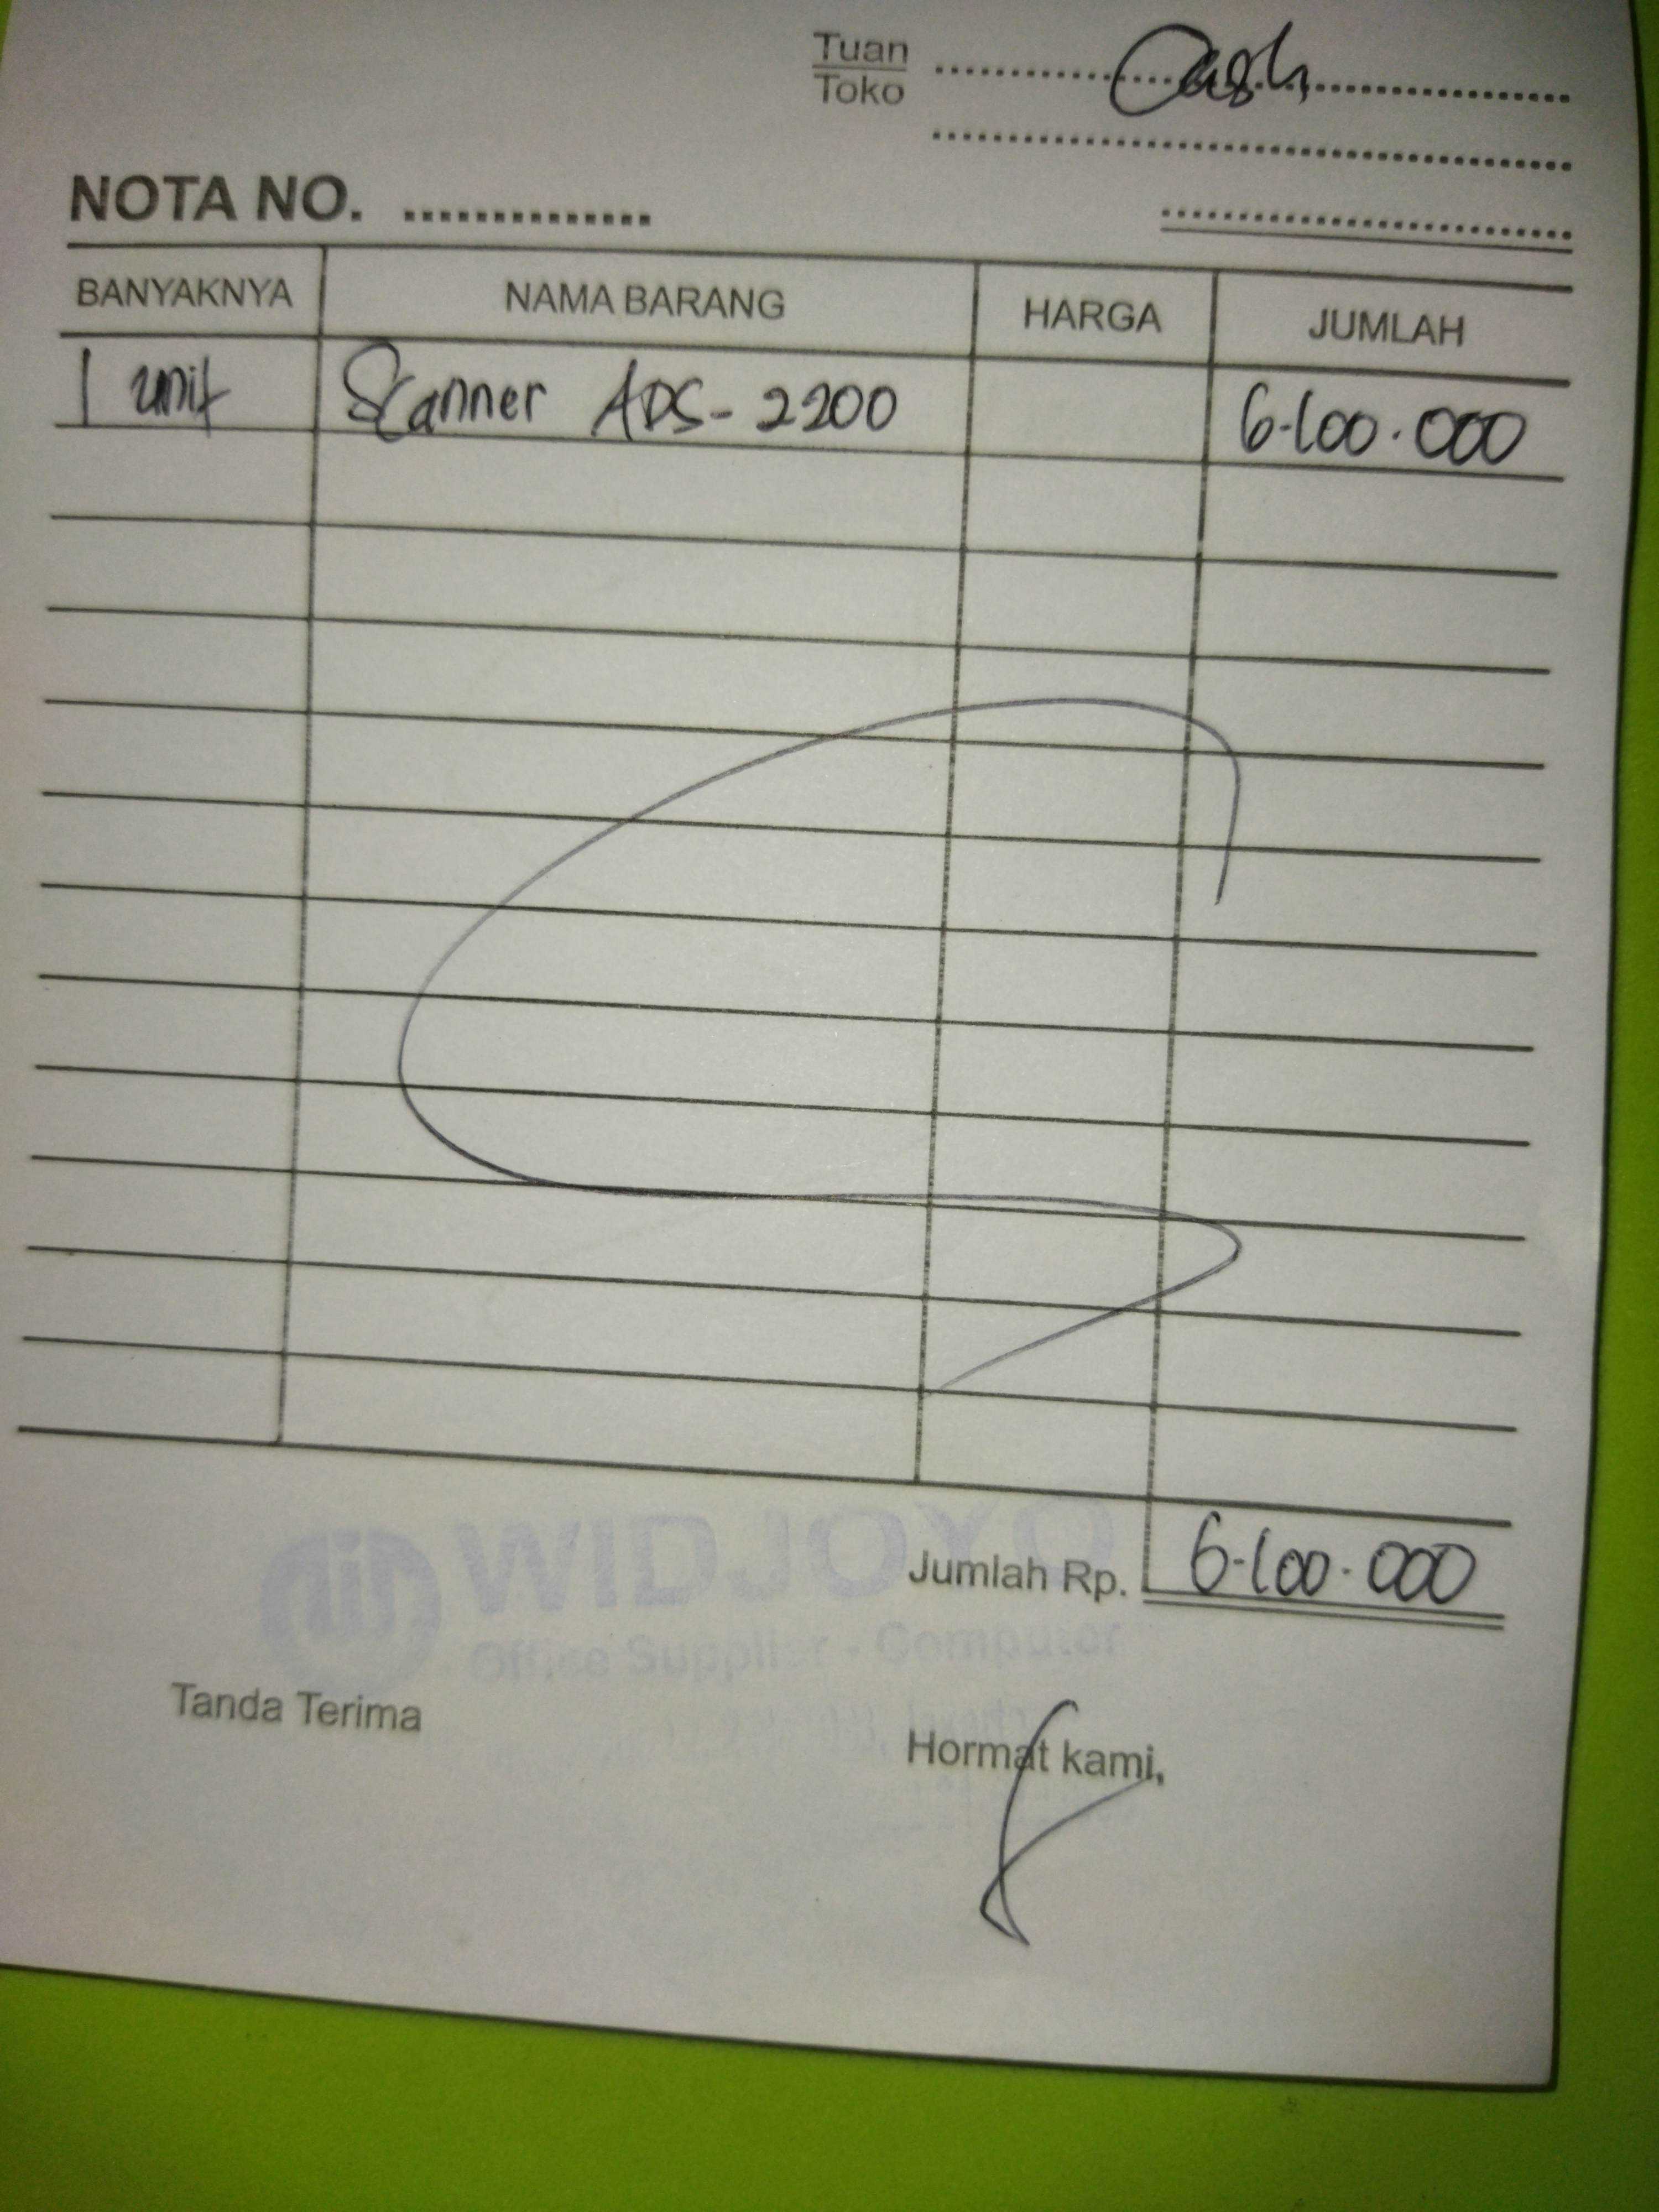 Tuan Cash
Toko
NOTA NO.
BANYAKNYA NAMA BARANG HARGA JUMLAH
1 unit Scanner ADS-2200 6.100.000
WIDJOYO
Jumlah Rp. 6.100.000
Office Supplier - Computer
Tanda Terima
Hormat kami,